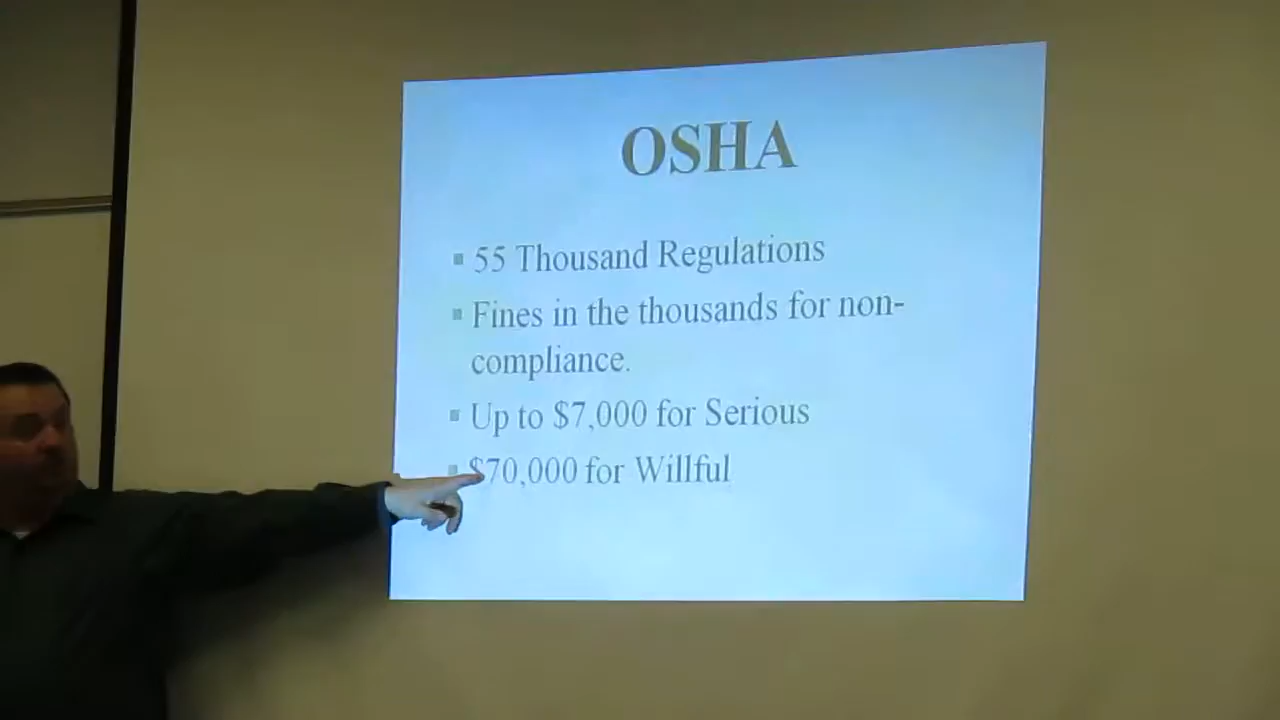 OSHA
55 Thousand Regulations
Fines in the thousands for non-
compliance.
Up to $7,000 for Serious
$70,000 for Willful